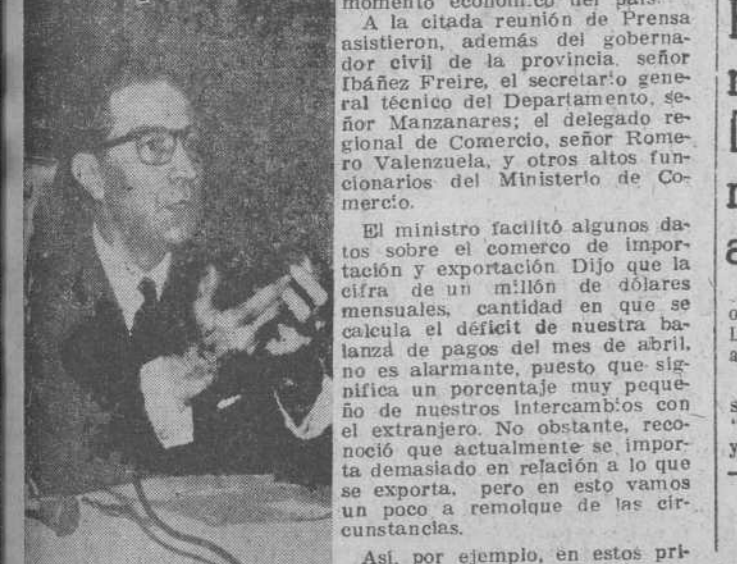 momento económico del país.
A la citada reunión de Prensa
asistieron, además del goberna-
dor civil de la provincia, señor
Ibáñez Freire, el secretario gene-
ral técnico del Departamento, se-
ñor Manzanares; el delegado re-
gional de Comercio, señor Rome-
ro Valenzuela, y otros altos fun-
cionarios del Ministerio de Co-
mercio.
El ministro facilitó algunos da-
tos sobre el comerco de impor-
tación y exportación. Dijo que la
cifra de un millón de dólares
mensuales, cantidad en que se
calcula el déficit de nuestra ba-
lanza de pagos del mes de abril,
no es alarmante, puesto que sig-
nifica un porcentaje muy peque-
ño de nuestros intercambios con
el extranjero. No obstante, reco-
noció que actualmente se impor-
ta demasiado en relación a lo que
se exporta, pero en esto vamos
un poco a remolque de las cir-
cunstancias.
Así, por ejemplo, en estos pri-